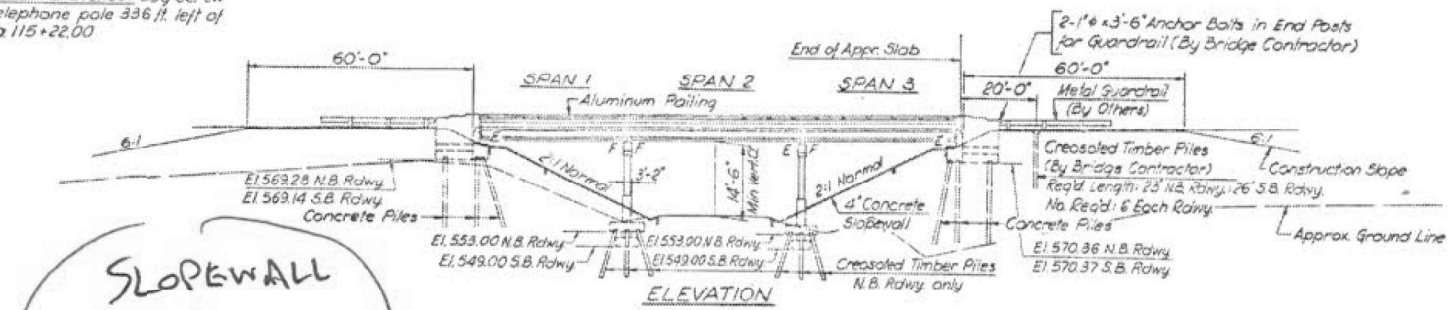 telephone pole 336 ft. left of
115+22.00
2-1"ϕ x3'-6" Anchor Bolts in End Posts
for Guardrail (By Bridge Contractor)
End of Appr. Slab
60'-0"
60'-0"
SPAN 1
SPAN 2
SPAN 3
20'-0"
Metal Guardrail
(By Others)
Aluminum Railing
6:1
6:1
E
F
F
E
F
E
2:1 Normal
3'-2"
14'-6"
Min Vert. Cl.
2:1 Normal
Creosoted Timber Piles
(By Bridge Contractor)
Req'd. Length: 23' N.B. Rdwy.; 26' S.B. Rdwy.
No. Req'd: 6 Each Rdwy.
Construction Slope
El. 569.28 N.B. Rdwy.
El. 569.14 S.B. Rdwy.
Concrete Piles
4" Concrete
Slopewall
Concrete Piles
Approx. Ground Line
El. 553.00 N.B. Rdwy.
El. 549.00 S.B. Rdwy.
El. 553.00 N.B. Rdwy.
El. 549.00 S.B. Rdwy.
Creosoted Timber Piles
N.B. Rdwy. only
El. 570.36 N.B. Rdwy.
El. 570.37 S.B. Rdwy.
SLOPEWALL
ELEVATION